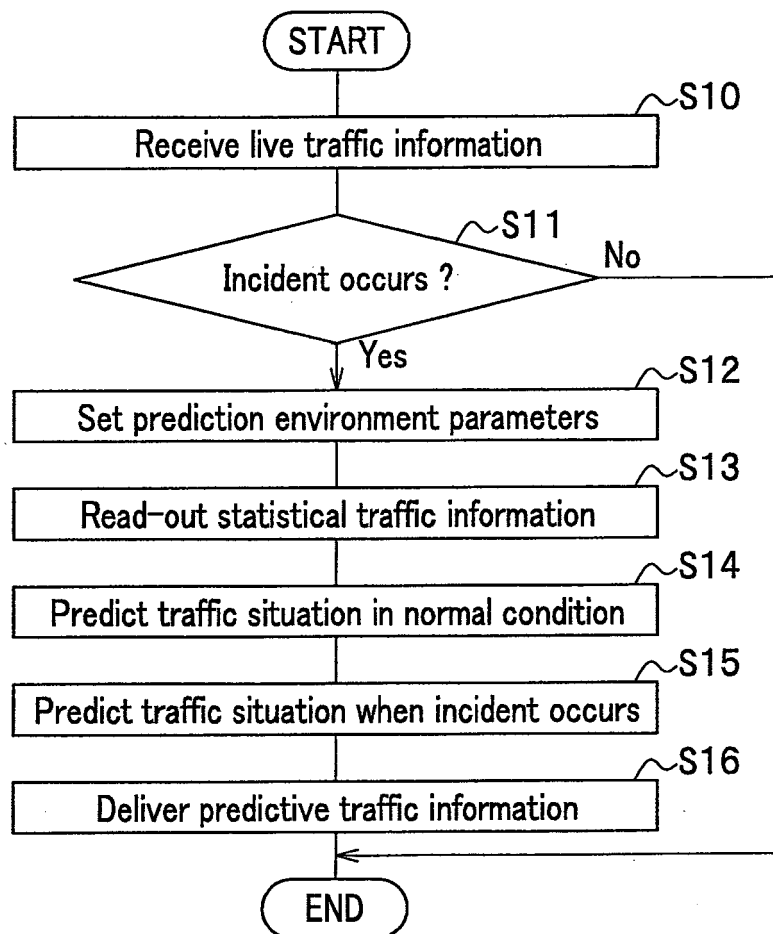 START
S10
Receive live traffic information
S11
Incident occurs ?
No
Yes
S12
Set prediction environment parameters
S13
Read-out statistical traffic information
S14
Predict traffic situation in normal condition
S15
Predict traffic situation when incident occurs
S16
Deliver predictive traffic information
END